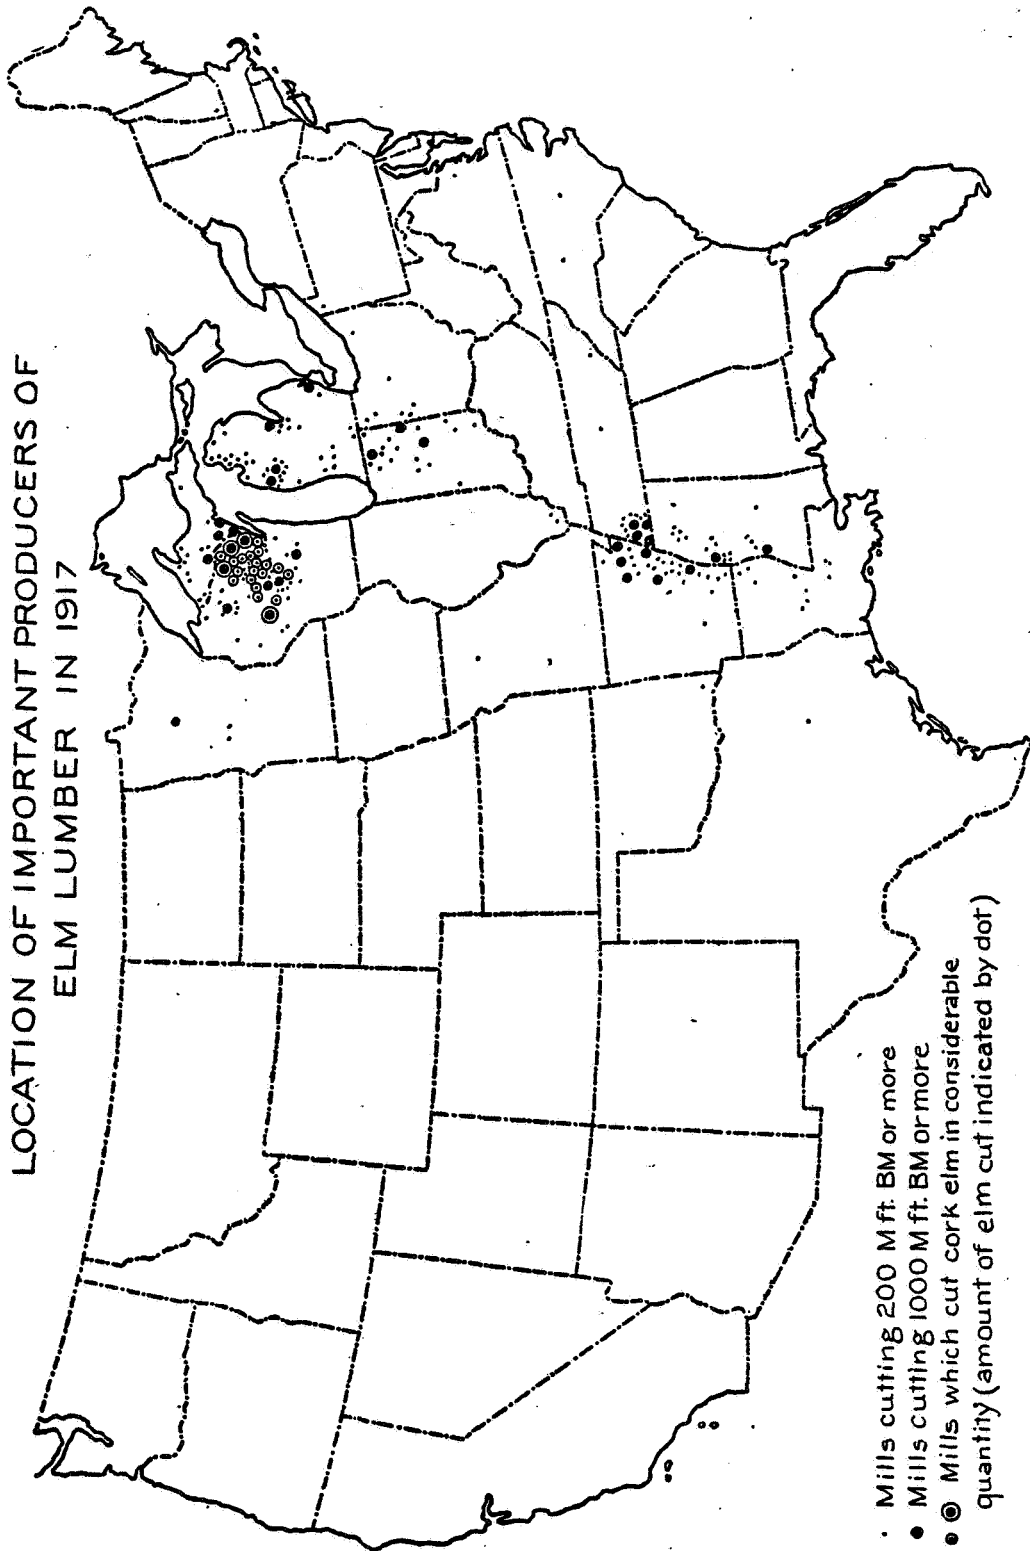 LOCATION OF IMPORTANT PRODUCERS OF
ELM LUMBER IN 1917
Mills cutting 200 M ft. BM or more
Mills cutting 1000 M ft. BM or more
Mills which cut cork elm in considerable
quantity (amount of elm cut indicated by dot)